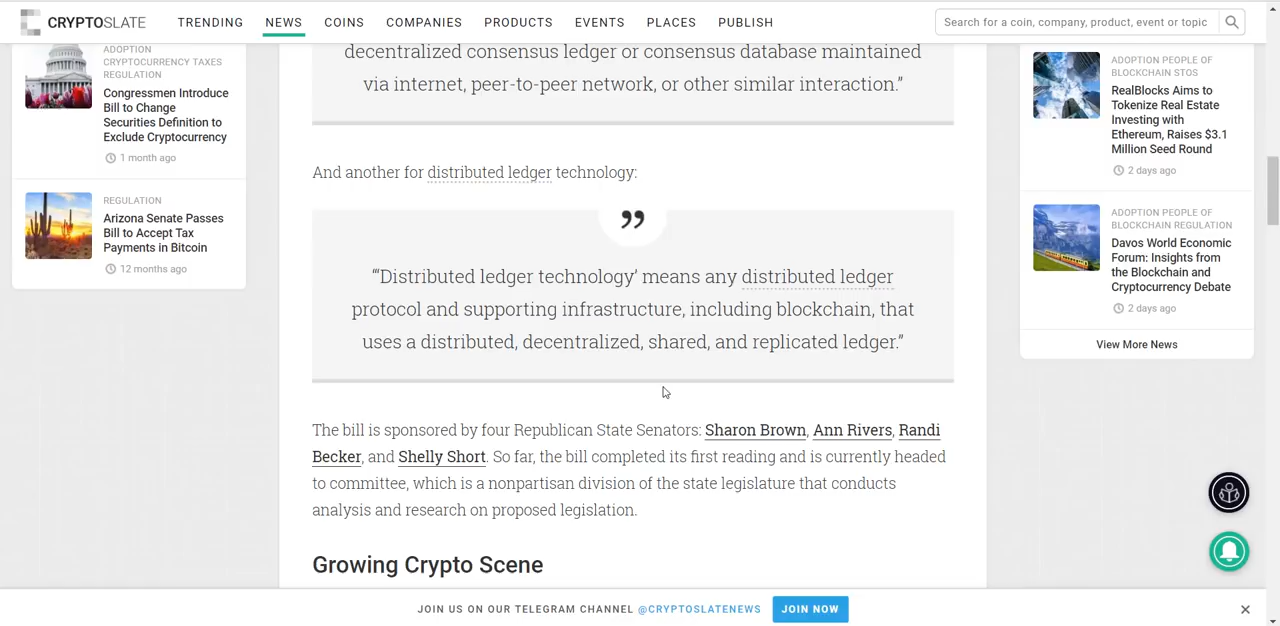 CRYPTOSLATE
TRENDING
NEWS
COINS
COMPANIES
PRODUCTS
EVENTS
PLACES
PUBLISH
Search for a coin, company, product, event or topic
ADOPTION
CRYPTOCURRENCY TAXES
REGULATION
Congressmen Introduce
Bill to Change
Securities Definition to
Exclude Cryptocurrency
1 month ago
REGULATION
Arizona Senate Passes
Bill to Accept Tax
Payments in Bitcoin
12 months ago
decentralized consensus ledger or consensus database maintained
via internet, peer-to-peer network, or other similar interaction.”
And another for distributed ledger technology:
”
“‘Distributed ledger technology’ means any distributed ledger
protocol and supporting infrastructure, including blockchain, that
uses a distributed, decentralized, shared, and replicated ledger.”
The bill is sponsored by four Republican State Senators: Sharon Brown, Ann Rivers, Randi
Becker, and Shelly Short. So far, the bill completed its first reading and is currently headed
to committee, which is a nonpartisan division of the state legislature that conducts
analysis and research on proposed legislation.
Growing Crypto Scene
ADOPTION PEOPLE OF
BLOCKCHAIN STOS
RealBlocks Aims to
Tokenize Real Estate
Investing with
Ethereum, Raises $3.1
Million Seed Round
2 days ago
ADOPTION PEOPLE OF
BLOCKCHAIN REGULATION
Davos World Economic
Forum: Insights from
the Blockchain and
Cryptocurrency Debate
2 days ago
View More News
JOIN US ON OUR TELEGRAM CHANNEL @CRYPTOSLATENEWS
JOIN NOW